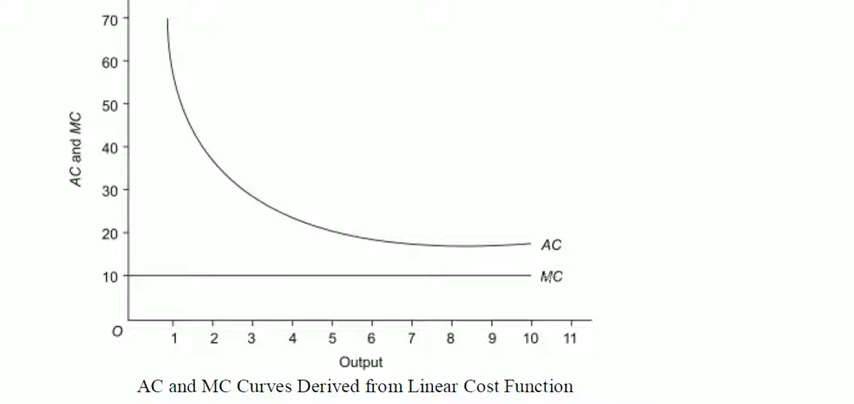 70
60
50
40
30
20
10
AC and MC
AC
MC
O
1 2 3 4 5 6 7 8 9 10 11
Output
AC and MC Curves Derived from Linear Cost Function